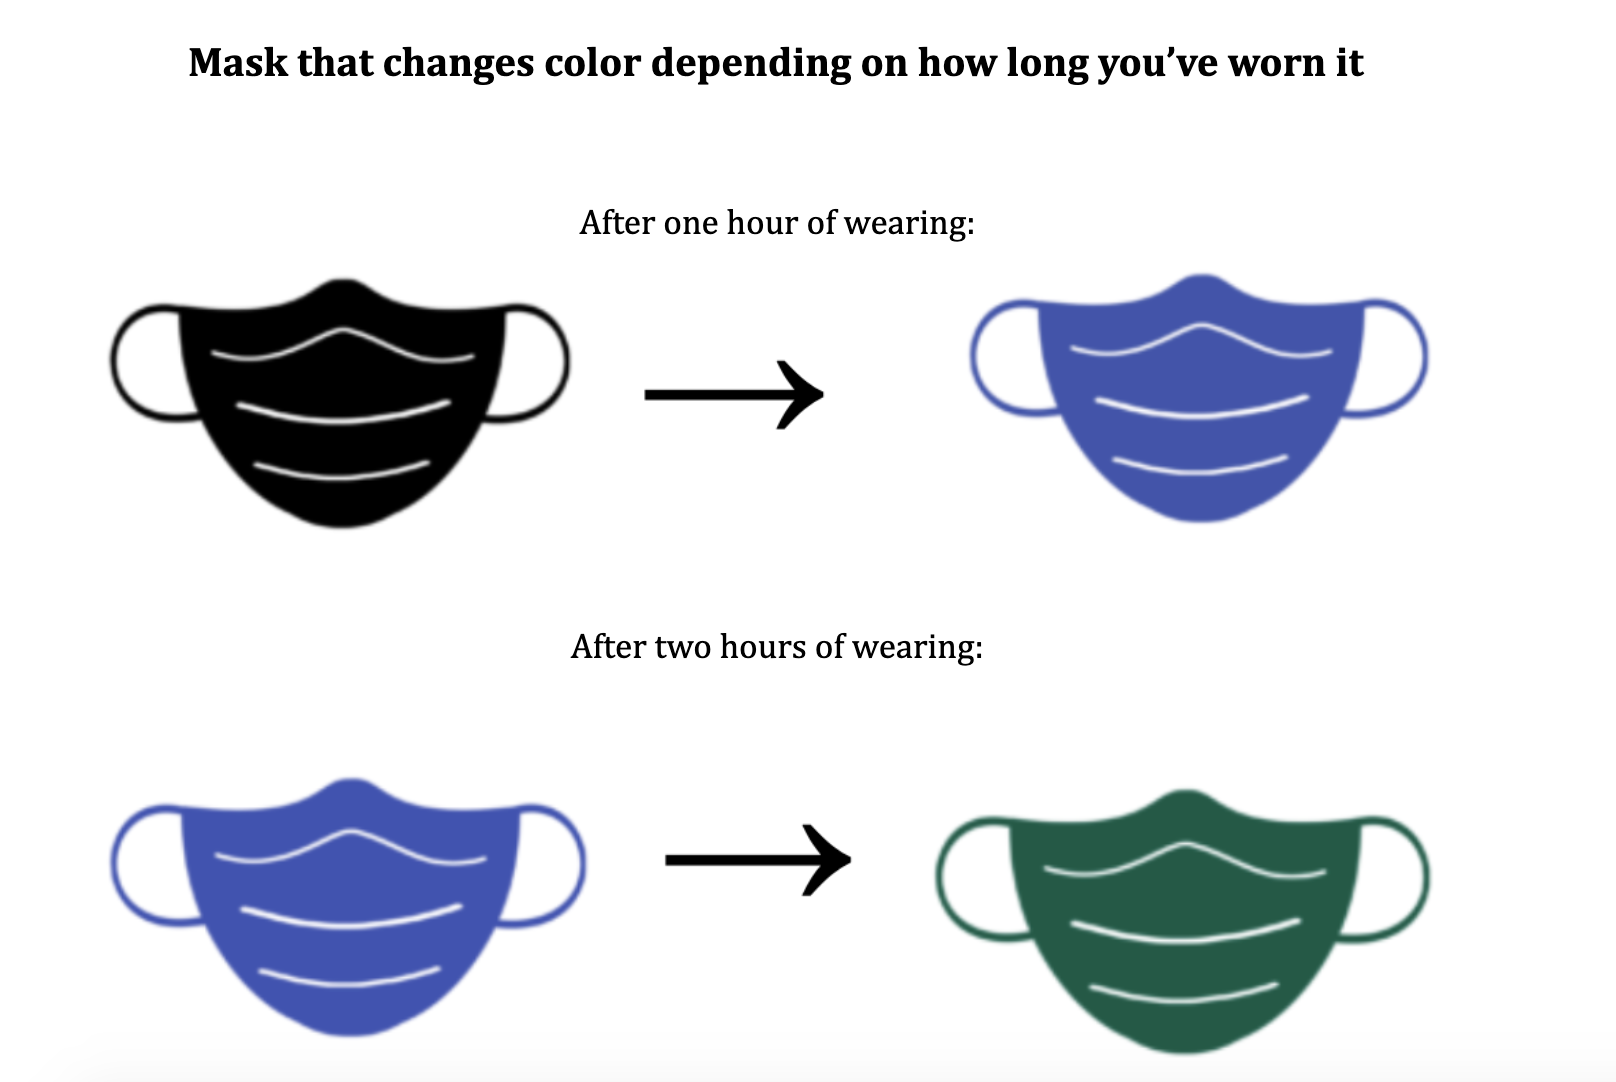 Mask that changes color depending on how long you’ve worn it
After one hour of wearing:
After two hours of wearing: